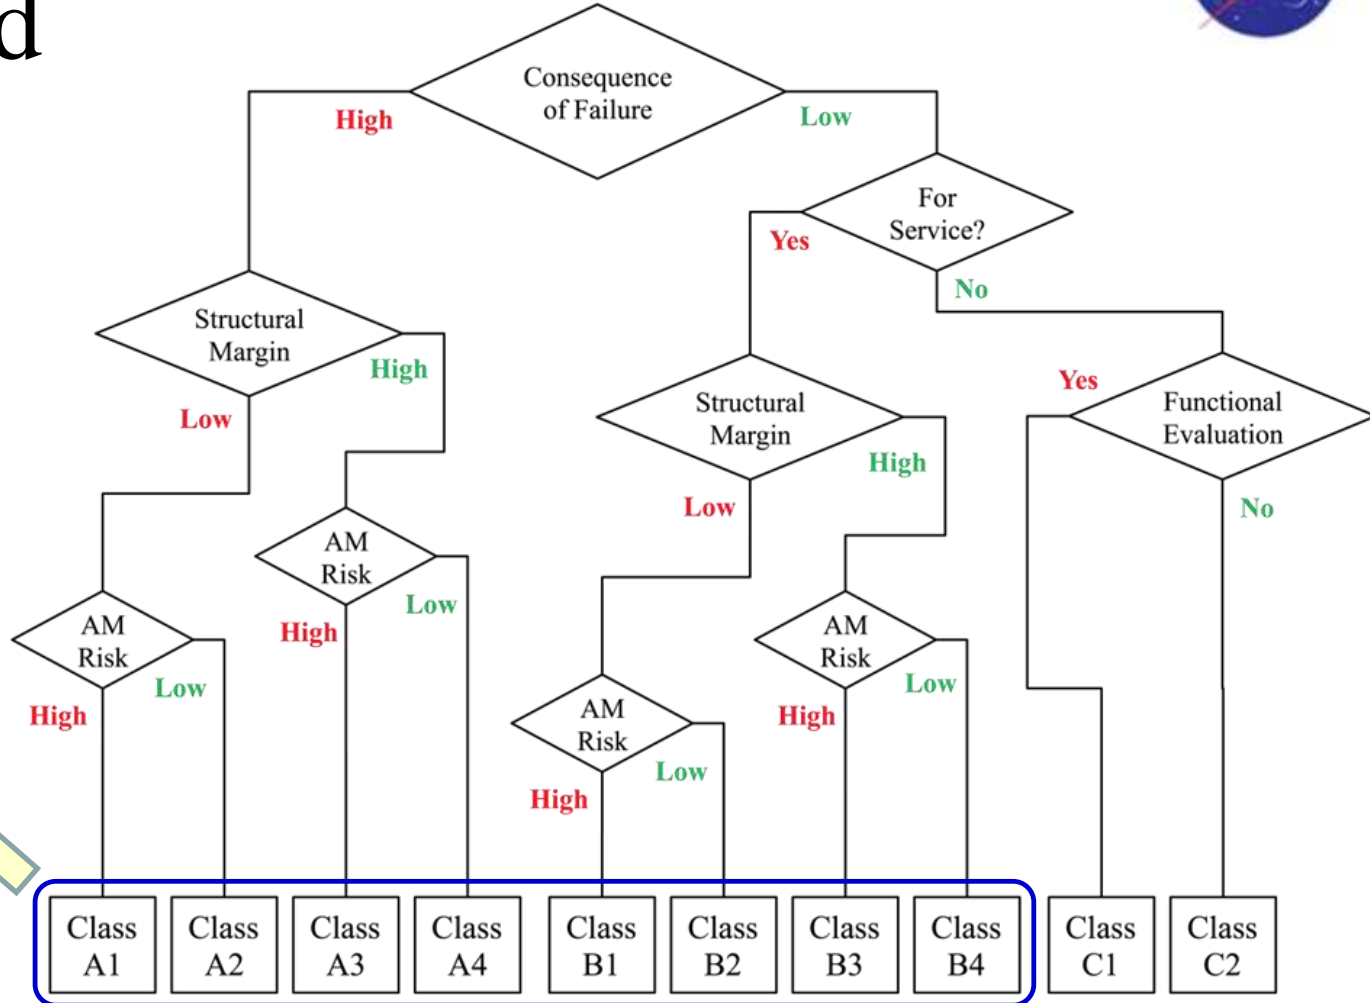 d
Consequence
of Failure
High
Low
For
Service?
Yes
No
Structural
Margin
High
Low
Structural
Margin
High
Low
Yes
Functional
Evaluation
No
AM
Risk
Low
High
AM
Risk
Low
High
AM
Risk
Low
High
AM
Risk
Low
High
Class
A1
Class
A2
Class
A3
Class
A4
Class
B1
Class
B2
Class
B3
Class
B4
Class
C1
Class
C2